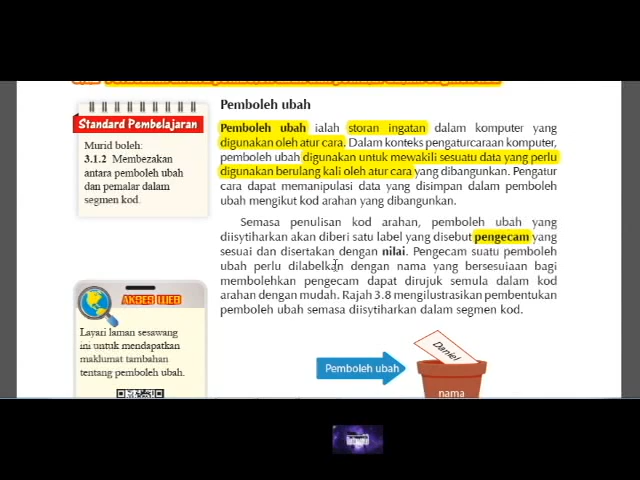 Pemboleh ubah
Pemboleh ubah ialah storan ingatan dalam komputer yang
digunakan oleh atur cara. Dalam konteks pengaturcaraan komputer,
pemboleh ubah digunakan untuk mewakili sesuatu data yang perlu
digunakan berulang kali oleh atur cara yang dibangunkan. Pengatur
cara dapat memanipulasi data yang disimpan dalam pemboleh
ubah mengikut kod arahan yang dibangunkan.
Semasa penulisan kod arahan, pemboleh ubah yang
diisytiharkan akan diberi satu label yang disebut pengecam yang
sesuai dan disertakan dengan nilai. Pengecam suatu pemboleh
ubah perlu dilabelkan dengan nama yang bersesuiaan bagi
membolehkan pengecam dapat dirujuk semula dalam kod
arahan dengan mudah. Rajah 3.8 mengilustrasikan pembentukan
pemboleh ubah semasa diisytiharkan dalam segmen kod.
Standard Pembelajaran
Murid boleh:
3.1.2 Membezakan
antara pemboleh ubah
dan pemalar dalam
segmen kod.
AKSES WEB
Layari laman sesawang
ini untuk mendapatkan
maklumat tambahan
tentang pemboleh ubah.
Pemboleh ubah
Daniel
nama